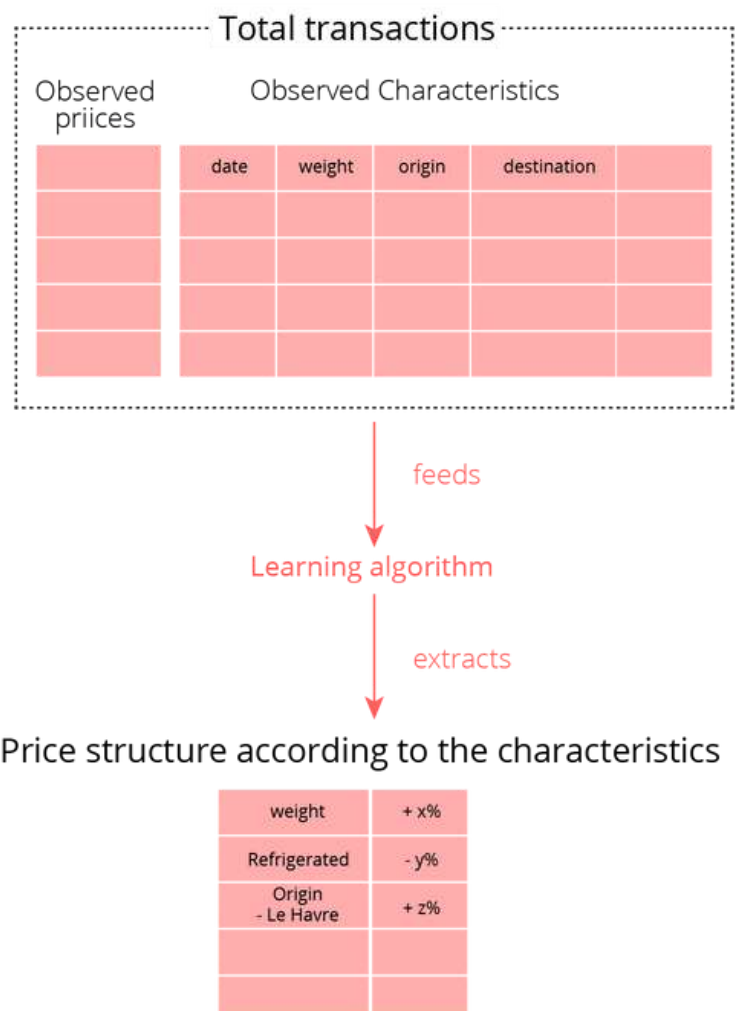 Total transactions
Observed
priices
Observed Characteristics
date weight origin destination
feeds
Learning algorithm
extracts
Price structure according to the characteristics
weight + x%
Refrigerated - y%
Origin
- Le Havre + z%